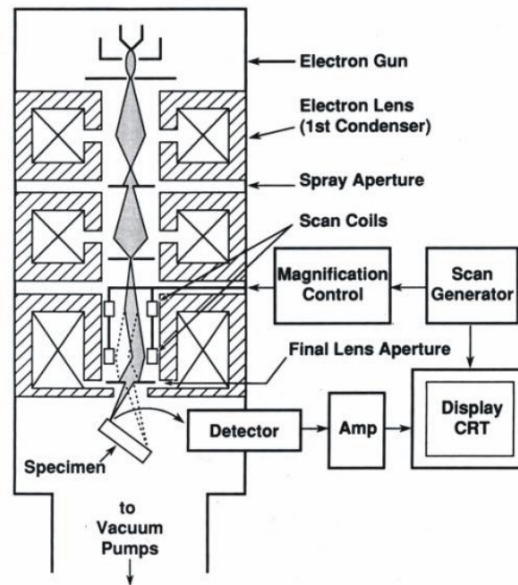 Electron Gun
Electron Lens
(1st Condenser)
Spray Aperture
Scan Coils
Magnification
Control
Scan
Generator
Final Lens Aperture
Display
CRT
Detector
Amp
Specimen
to
Vacuum
Pumps